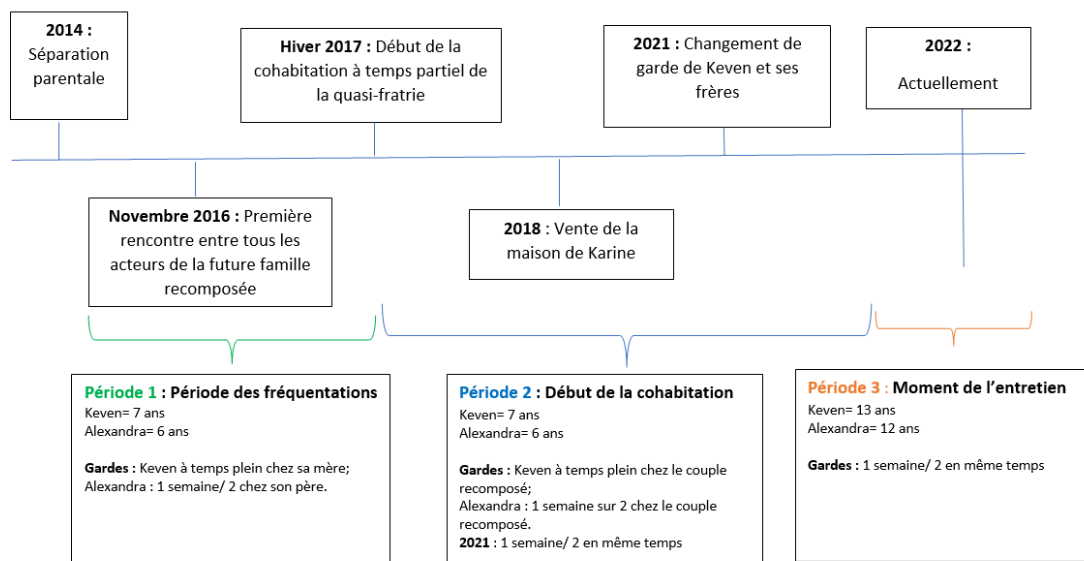 2014 :
Séparation
parentale
Hiver 2017 : Début de la
cohabitation à temps partiel de
la quasi-fratrie
2021 : Changement de
garde de Keven et ses
frères
2022 :
Actuellement
Novembre 2016 : Première
rencontre entre tous les
acteurs de la future famille
recomposée
2018 : Vente de la
maison de Karine
Période 1 : Période des fréquentations
Keven= 7 ans
Alexandra= 6 ans
Gardes : Keven à temps plein chez sa mère;
Alexandra : 1 semaine/ 2 chez son père.
Période 2 : Début de la cohabitation
Keven= 7 ans
Alexandra= 6 ans
Gardes : Keven à temps plein chez le couple
recomposé;
Alexandra : 1 semaine sur 2 chez le couple
recomposé.
2021 : 1 semaine/ 2 en même temps
Période 3 : Moment de l’entretien
Keven= 13 ans
Alexandra= 12 ans
Gardes : 1 semaine/ 2 en même temps